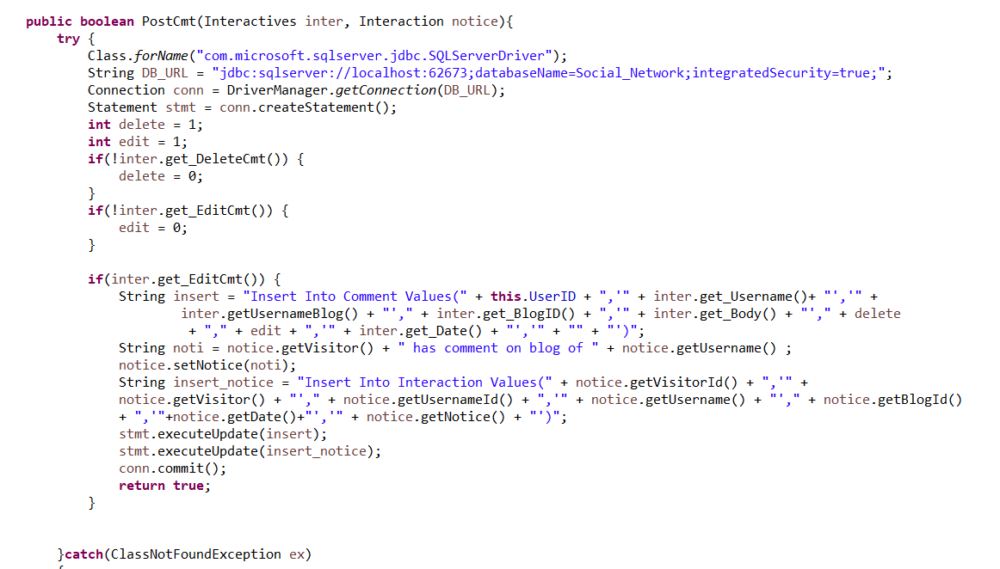 public boolean PostCmt(Interactives inter, Interaction notice){
try {
Class.forName("com.microsoft.sqlserver.jdbc.SQLServerDriver");
String DB_URL = "jdbc:sqlserver://localhost:62673;databaseName=Social_Network;integratedSecurity=true;";
Connection conn = DriverManager.getConnection(DB_URL);
Statement stmt = conn.createStatement();
int delete = 1;
int edit = 1;
if(!inter.get_DeleteCmt()) {
delete = 0;
}
if(!inter.get_EditCmt()) {
edit = 0;
}
if(inter.get_EditCmt()) {
String insert = "Insert Into Comment Values(" + this.UserID + ",'" + inter.get_Username()+ "','" +
inter.getUsernameBlog() + "'," + inter.get_BlogID() + ",'" + inter.get_Body() + "'," + delete
+ "," + edit + ",'" + inter.get_Date() + "','" + "" + "')";
String noti = notice.getVisitor() + " has comment on blog of " + notice.getUsername() ;
notice.setNotice(noti);
String insert_notice = "Insert Into Interaction Values(" + notice.getVisitorId() + ",'" +
notice.getVisitor() + "'," + notice.getUsernameId() + ",'" + notice.getUsername() + "'," + notice.getBlogId()
+ ",'"+notice.getDate()+"','" + notice.getNotice() + "')";
stmt.executeUpdate(insert);
stmt.executeUpdate(insert_notice);
conn.commit();
return true;
}
}catch(ClassNotFoundException ex)